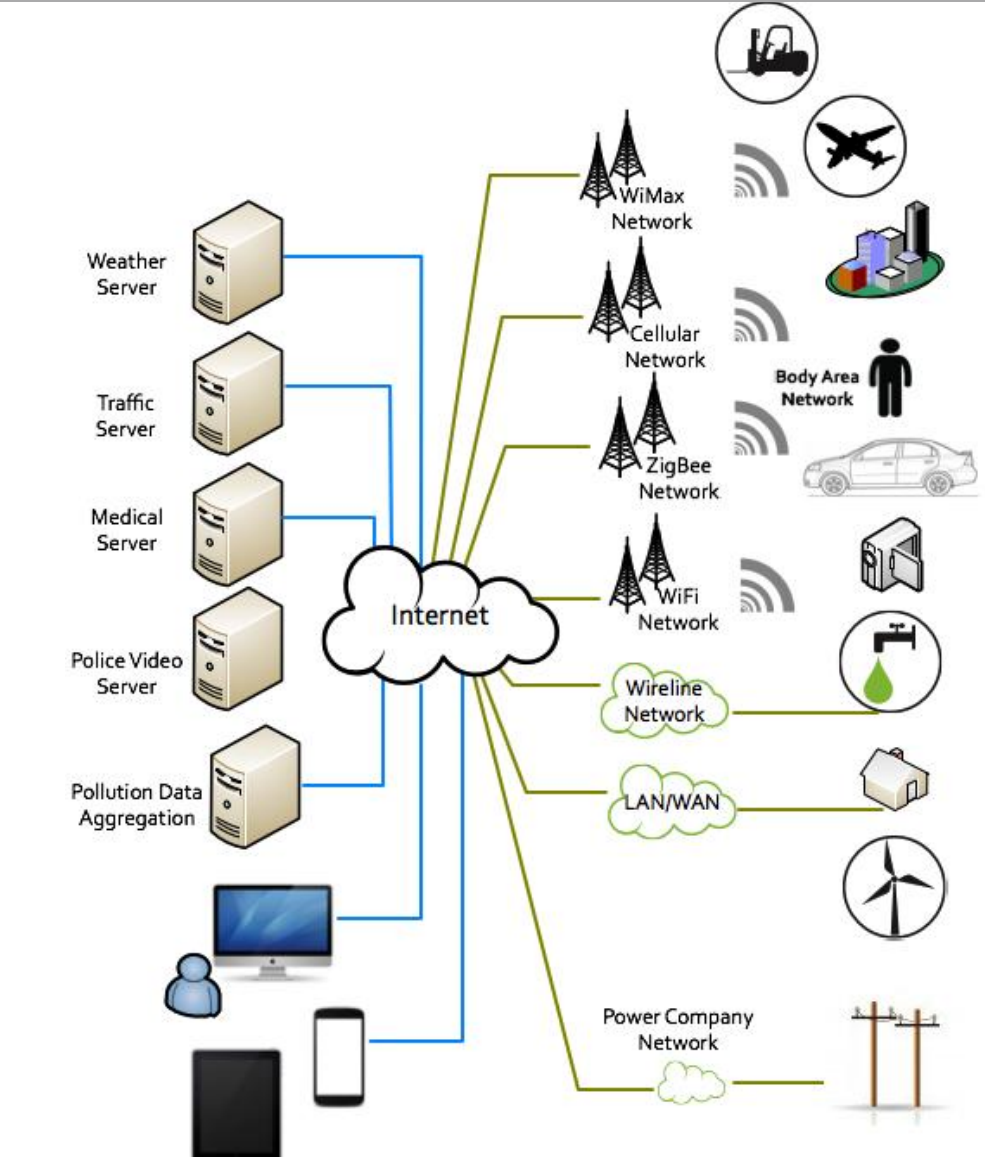 Weather
Server
Traffic
Server
Medical
Server
Police Video
Server
Pollution Data
Aggregation
Internet
WiMax
Network
Cellular
Network
ZigBee
Network
WiFi
Network
Wireline
Network
LAN/WAN
Power Company
Network
Body Area
Network